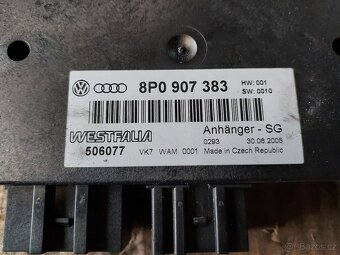 8P0 907 383
HW: 001
SW: 0010
WESTFALIA
Anhänger - SG
506077
VK7 WAM 0001
0293 30.06.2005
Made in Czech Republic